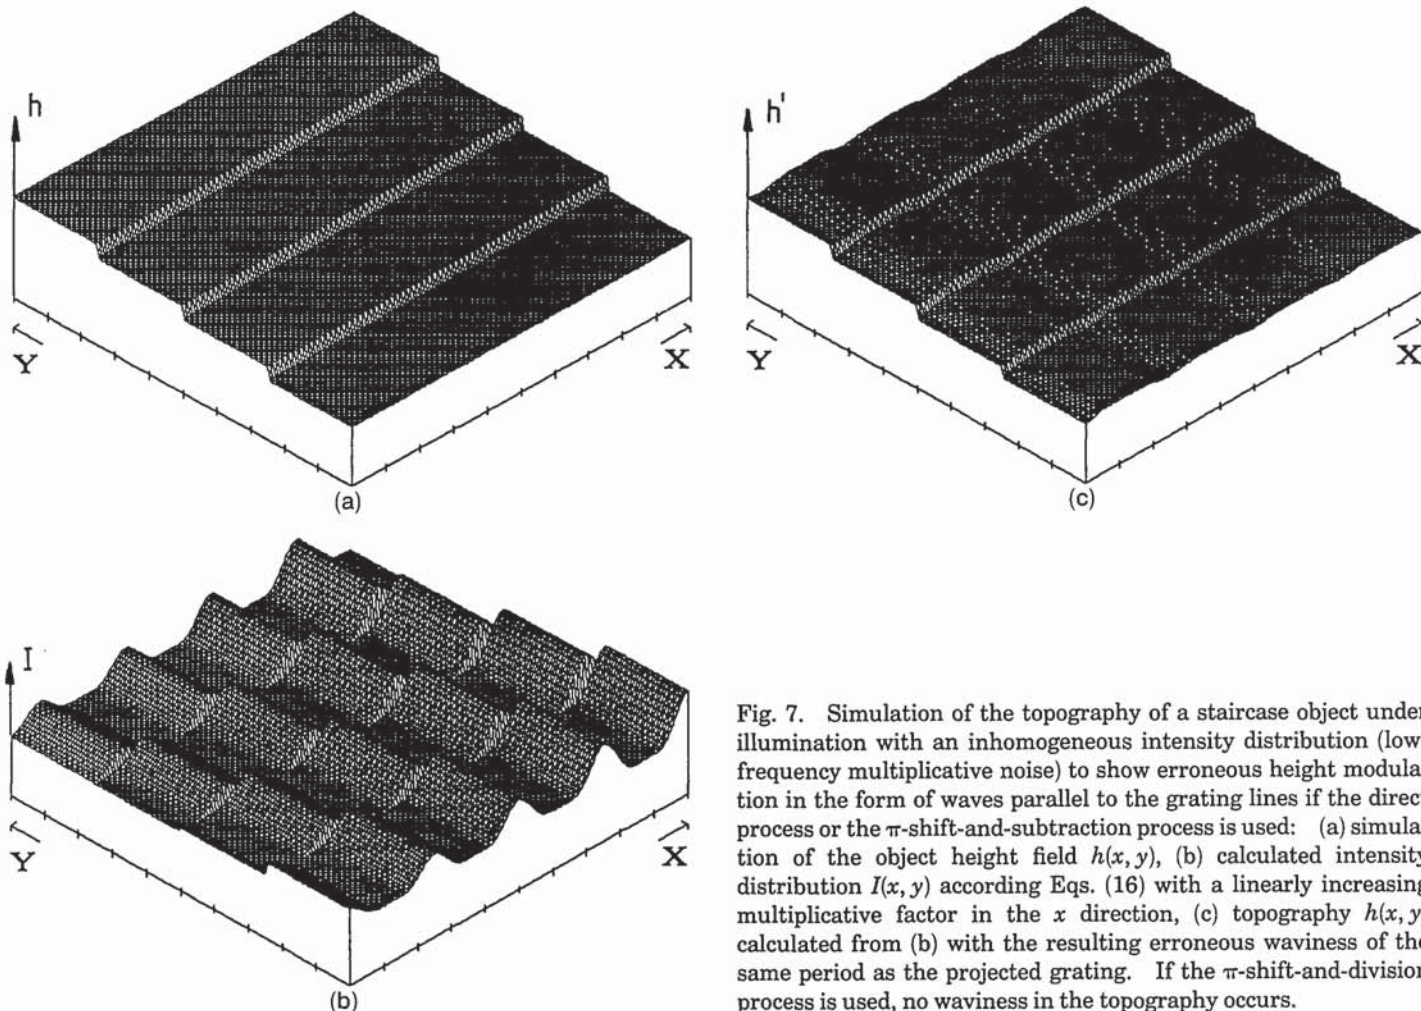 h
Y
X
(a)
h'
Y
X
(c)
I
Y
X
(b)
Fig. 7. Simulation of the topography of a staircase object under
illumination with an inhomogeneous intensity distribution (low-
frequency multiplicative noise) to show erroneous height modula-
tion in the form of waves parallel to the grating lines if the direct
process or the π-shift-and-subtraction process is used: (a) simula-
tion of the object height field h(x, y), (b) calculated intensity
distribution I(x, y) according Eqs. (16) with a linearly increasing
multiplicative factor in the x direction, (c) topography h(x, y)
calculated from (b) with the resulting erroneous waviness of the
same period as the projected grating. If the π-shift-and-division
process is used, no waviness in the topography occurs.